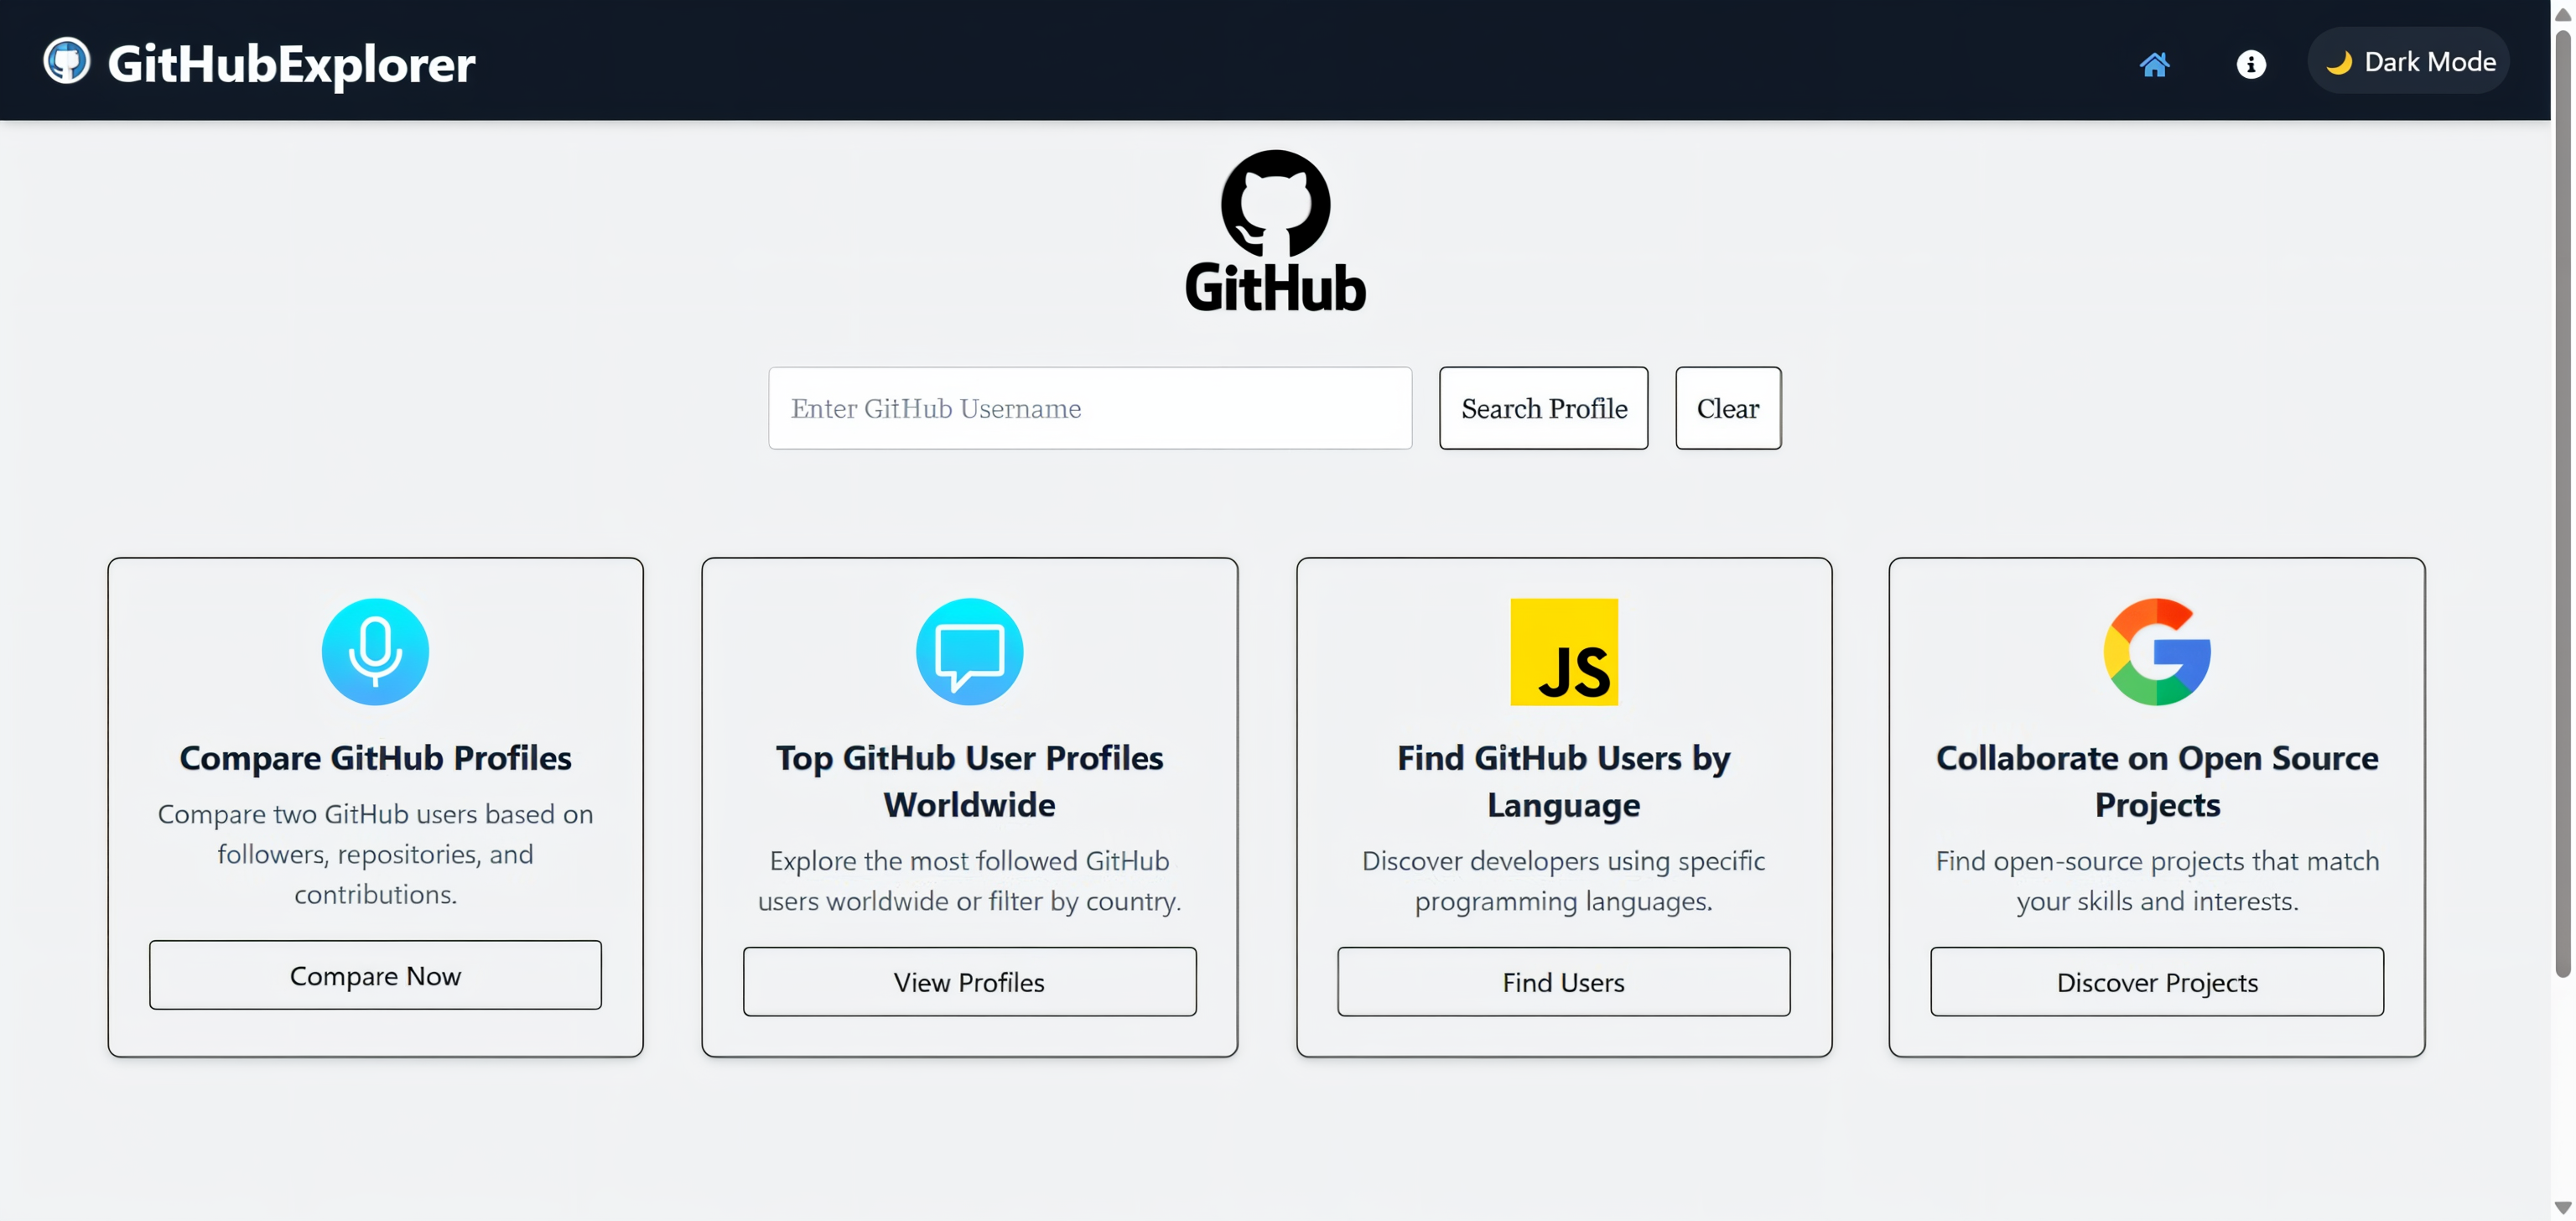 GitHubExplorer
Dark Mode
GitHub
Enter GitHub Username
Search Profile
Clear
Compare GitHub Profiles
Compare two GitHub users based on
followers, repositories, and
contributions.
Compare Now
Top GitHub User Profiles
Worldwide
Explore the most followed GitHub
users worldwide or filter by country.
View Profiles
JS
Find GitHub Users by
Language
Discover developers using specific
programming languages.
Find Users
Collaborate on Open Source
Projects
Find open-source projects that match
your skills and interests.
Discover Projects